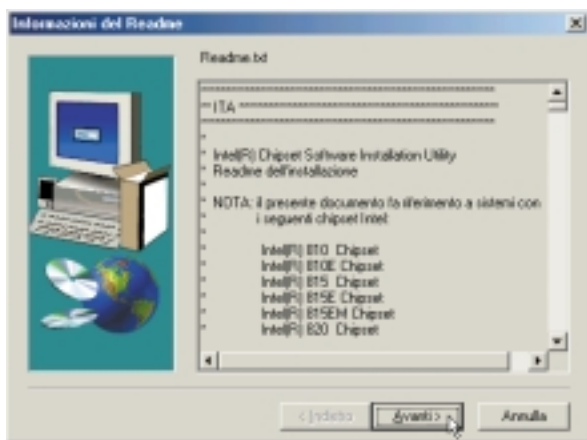 Informazioni del Readme
Readme.txt
************************************************************
** ITA ************************************************************
************************************************************
*
* Intel(R) Chipset Software Installation Utility
* Readme dell'installazione
*
* NOTA: il presente documento fa riferimento a sistemi con
* i seguenti chipset Intel:
*
* Intel(R) 810 Chipset
* Intel(R) 810E Chipset
* Intel(R) 815 Chipset
* Intel(R) 815E Chipset
* Intel(R) 815EM Chipset
* Intel(R) 820 Chipset
< Indietro
Avanti >
Annulla